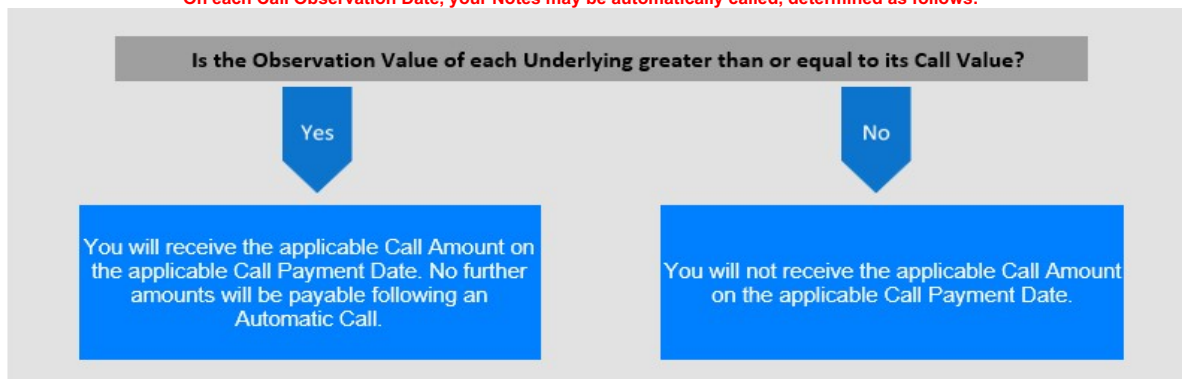 On each Call Observation Date, your Notes may be automatically called, determined as follows:
Is the Observation Value of each Underlying greater than or equal to its Call Value?
Yes
No
You will receive the applicable Call Amount on
the applicable Call Payment Date. No further
amounts will be payable following an
Automatic Call.
You will not receive the applicable Call Amount
on the applicable Call Payment Date.